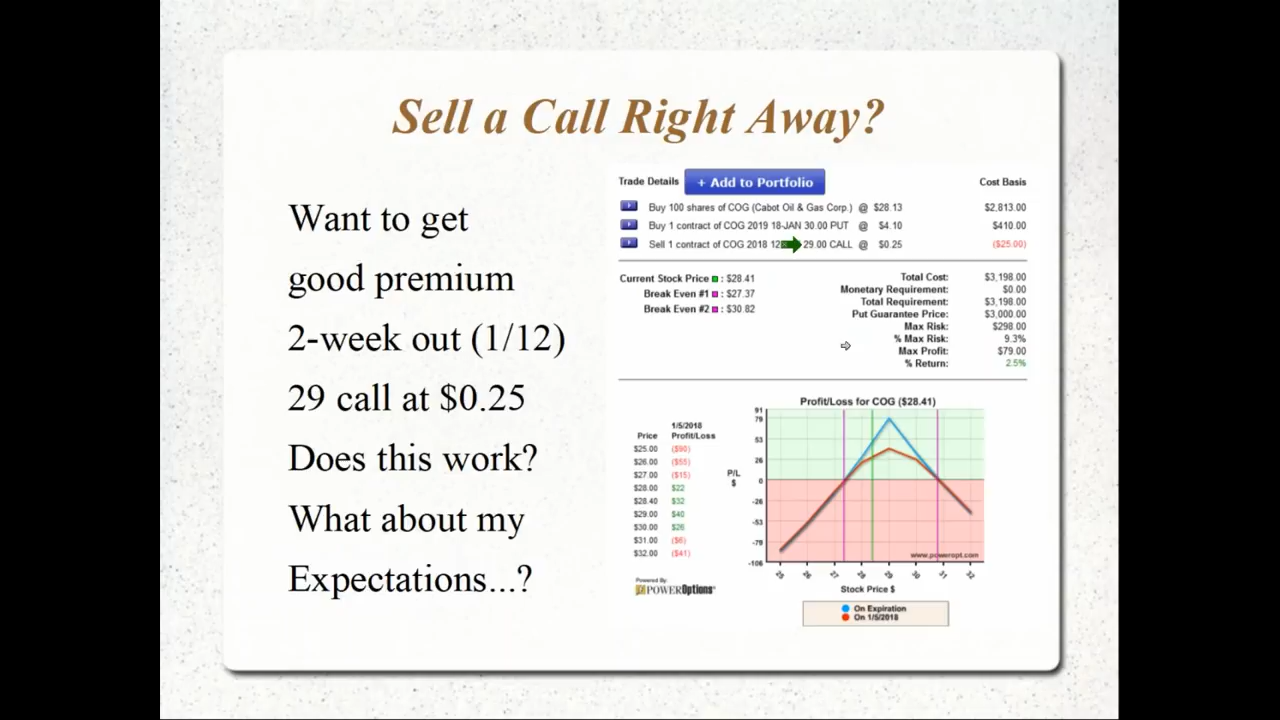 Sell a Call Right Away?
Want to get
good premium
2-week out (1/12)
29 call at $0.25
Does this work?
What about my
Expectations...?
Trade Details + Add to Portfolio Cost Basis
Buy 100 shares of COG (Cabot Oil & Gas Corp.) @ $28.13 $2,813.00
Buy 1 contract of COG 2019 18-JAN 30.00 PUT @ $4.10 $410.00
Sell 1 contract of COG 2018 12 29.00 CALL @ $0.25 ($25.00)
Current Stock Price : $28.41
Break Even #1 : $27.37
Break Even #2 : $30.82
Total Cost: $3,198.00
Monetary Requirement: $0.00
Total Requirement: $3,198.00
Put Guarantee Price: $3,000.00
Max Risk: $298.00
% Max Risk: 9.3%
Max Profit: $79.00
% Return: 2.5%
1/5/2018
Price Profit/Loss
$25.00 ($90)
$26.00 ($55)
$27.00 ($15)
$28.00 $22
$28.40 $32
$29.00 $40
$30.00 $26
$31.00 ($6)
$32.00 ($41)
Powered By:
POWEROptions
Profit/Loss for COG ($28.41)
P/L
$
91
79
53
26
0
-26
-53
-79
-106
www.poweropt.com
25 26 27 28 29 30 31 32
Stock Price $
On Expiration
On 1/5/2018